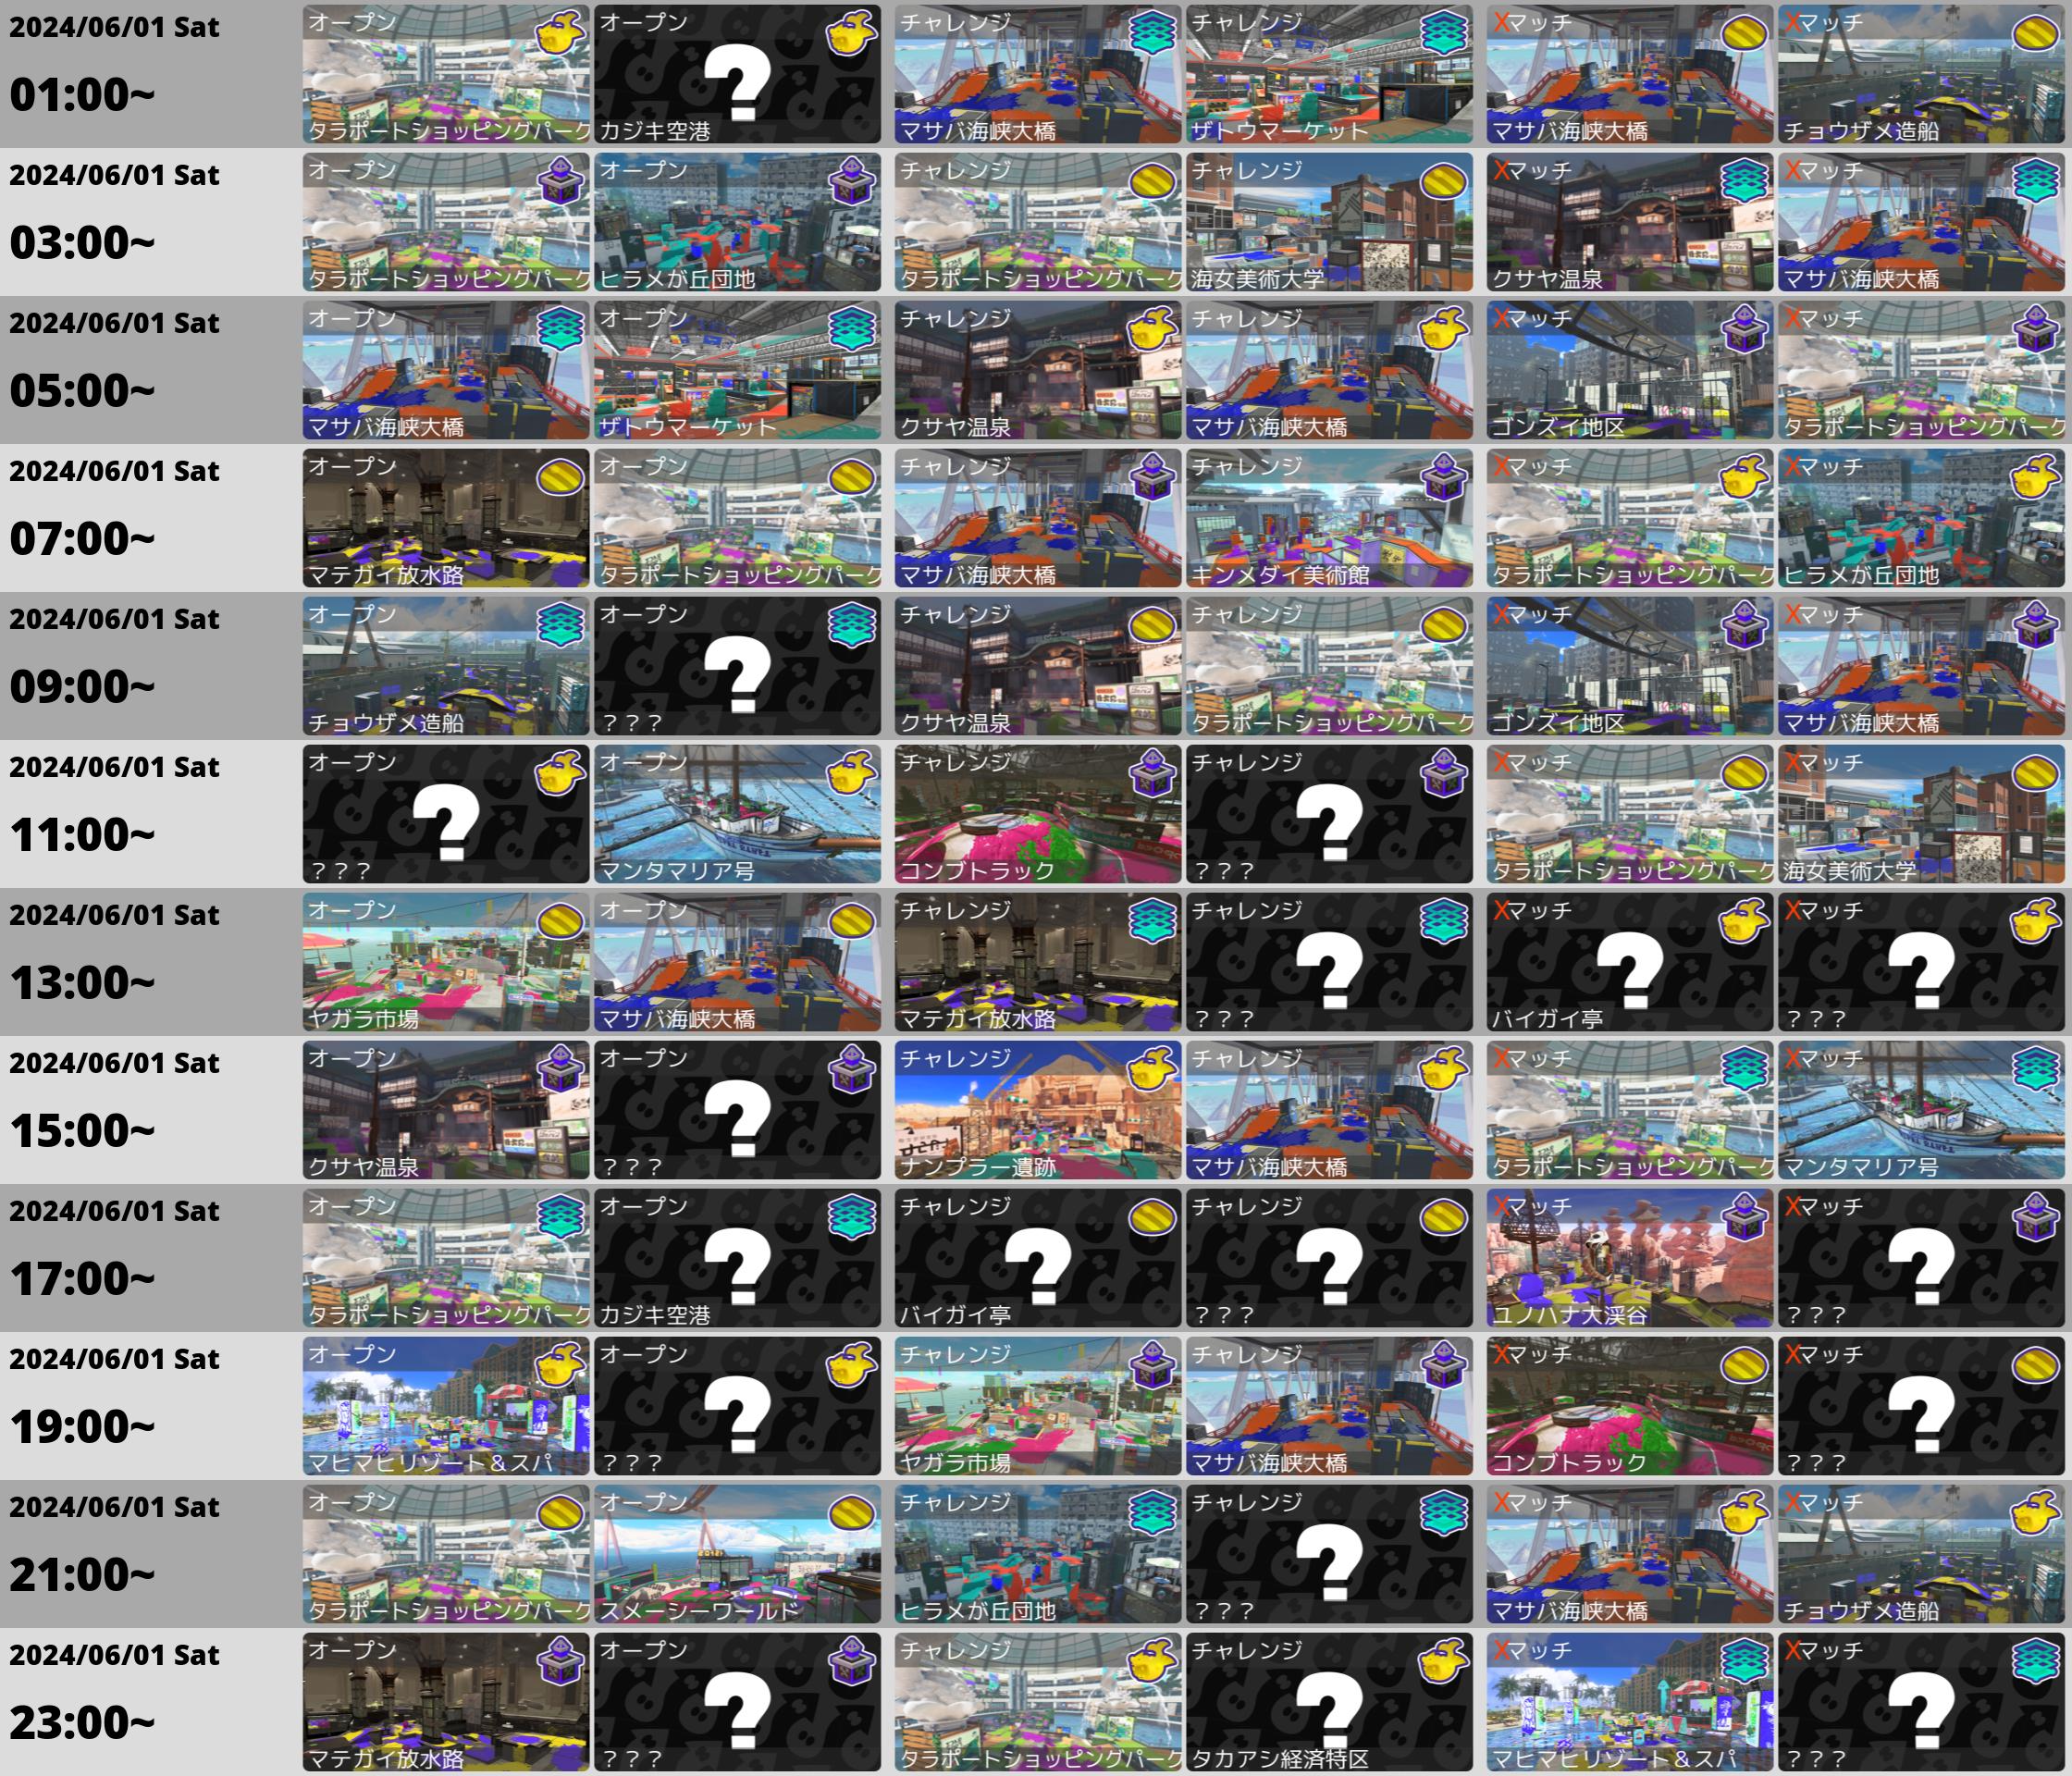 2024/06/01 Sat
01:00~
オープン
タラポートショッピングパーク
オープン
カジキ空港
チャレンジ
マサバ海峡大橋
チャレンジ
ザトウマーケット
Xマッチ
マサバ海峡大橋
Xマッチ
チョウザメ造船
2024/06/01 Sat
03:00~
オープン
タラポートショッピングパーク
オープン
ヒラメが丘団地
チャレンジ
タラポートショッピングパーク
チャレンジ
海女美術大学
Xマッチ
クサヤ温泉
Xマッチ
マサバ海峡大橋
2024/06/01 Sat
05:00~
オープン
マサバ海峡大橋
オープン
ザトウマーケット
チャレンジ
クサヤ温泉
チャレンジ
マサバ海峡大橋
Xマッチ
ゴンズイ地区
Xマッチ
タラポートショッピングパーク
2024/06/01 Sat
07:00~
オープン
マテガイ放水路
オープン
タラポートショッピングパーク
チャレンジ
マサバ海峡大橋
チャレンジ
キンメダイ美術館
Xマッチ
タラポートショッピングパーク
Xマッチ
ヒラメが丘団地
2024/06/01 Sat
09:00~
オープン
チョウザメ造船
オープン
？？？
チャレンジ
クサヤ温泉
チャレンジ
タラポートショッピングパーク
Xマッチ
ゴンズイ地区
Xマッチ
マサバ海峡大橋
2024/06/01 Sat
11:00~
オープン
？？？
オープン
マンタマリア号
チャレンジ
コンブトラック
チャレンジ
？？？
Xマッチ
タラポートショッピングパーク
Xマッチ
海女美術大学
2024/06/01 Sat
13:00~
オープン
ヤガラ市場
オープン
マサバ海峡大橋
チャレンジ
マテガイ放水路
チャレンジ
？？？
Xマッチ
バイガイ亭
Xマッチ
？？？
2024/06/01 Sat
15:00~
オープン
クサヤ温泉
オープン
？？？
チャレンジ
ナンプラー遺跡
チャレンジ
マサバ海峡大橋
Xマッチ
タラポートショッピングパーク
Xマッチ
マンタマリア号
2024/06/01 Sat
17:00~
オープン
タラポートショッピングパーク
オープン
カジキ空港
チャレンジ
バイガイ亭
チャレンジ
？？？
Xマッチ
ユノハナ大渓谷
Xマッチ
？？？
2024/06/01 Sat
19:00~
オープン
マヒマヒリゾート＆スパ
オープン
？？？
チャレンジ
ヤガラ市場
チャレンジ
マサバ海峡大橋
Xマッチ
コンブトラック
Xマッチ
？？？
2024/06/01 Sat
21:00~
オープン
タラポートショッピングパーク
オープン
スメーシーワールド
チャレンジ
ヒラメが丘団地
チャレンジ
？？？
Xマッチ
マサバ海峡大橋
Xマッチ
チョウザメ造船
2024/06/01 Sat
23:00~
オープン
マテガイ放水路
オープン
？？？
チャレンジ
タラポートショッピングパーク
チャレンジ
タカアシ経済特区
Xマッチ
マヒマヒリゾート＆スパ
Xマッチ
？？？